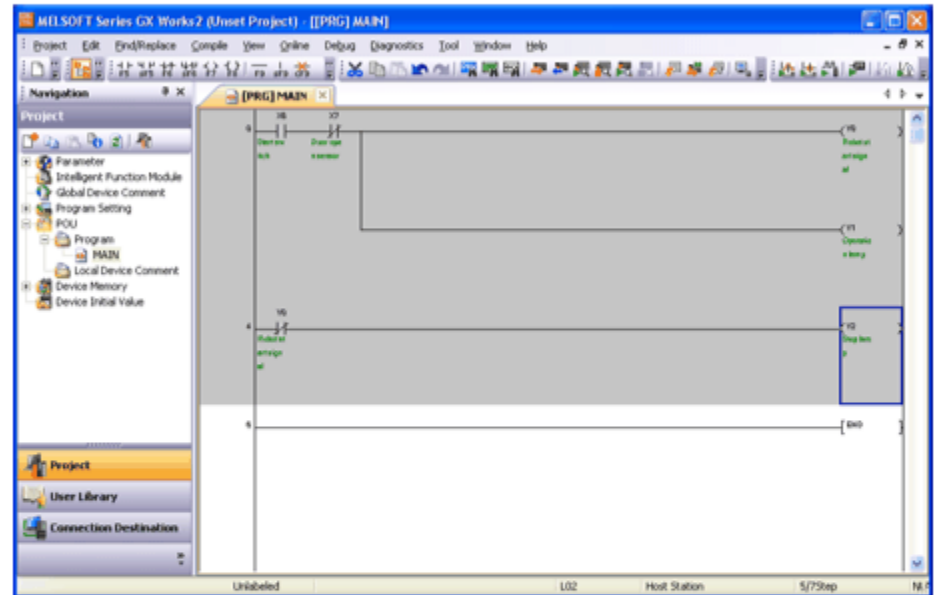 MELSOFT Series GX Works2 (Unset Project) - [[PRG] MAIN]
Project Edit Find/Replace Compile View Online Debug Diagnostics Tool Window Help
Navigation
[PRG] MAIN
Project
Parameter
Intelligent Function Module
Global Device Comment
Program Setting
POU
Program
MAIN
Local Device Comment
Device Memory
Device Initial Value
X6 X7
Y0
Y1
Y0
Y2
END
Project
User Library
Connection Destination
Unlabeled L02 Host Station 5/7Step